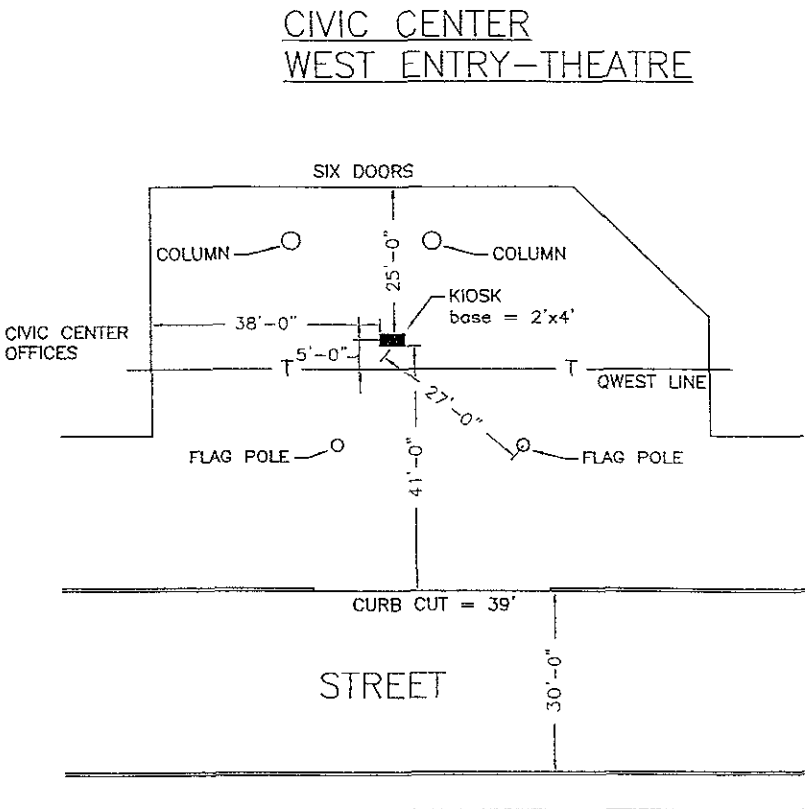 CIVIC CENTER
WEST ENTRY-THEATRE
SIX DOORS
COLUMN
COLUMN
25'-0"
KIOSK
base = 2'x4'
38'-0"
CIVIC CENTER
OFFICES
5'-0"
T
T
QWEST LINE
27'-0"
FLAG POLE
41'-0"
FLAG POLE
CURB CUT = 39'
STREET
30'-0"